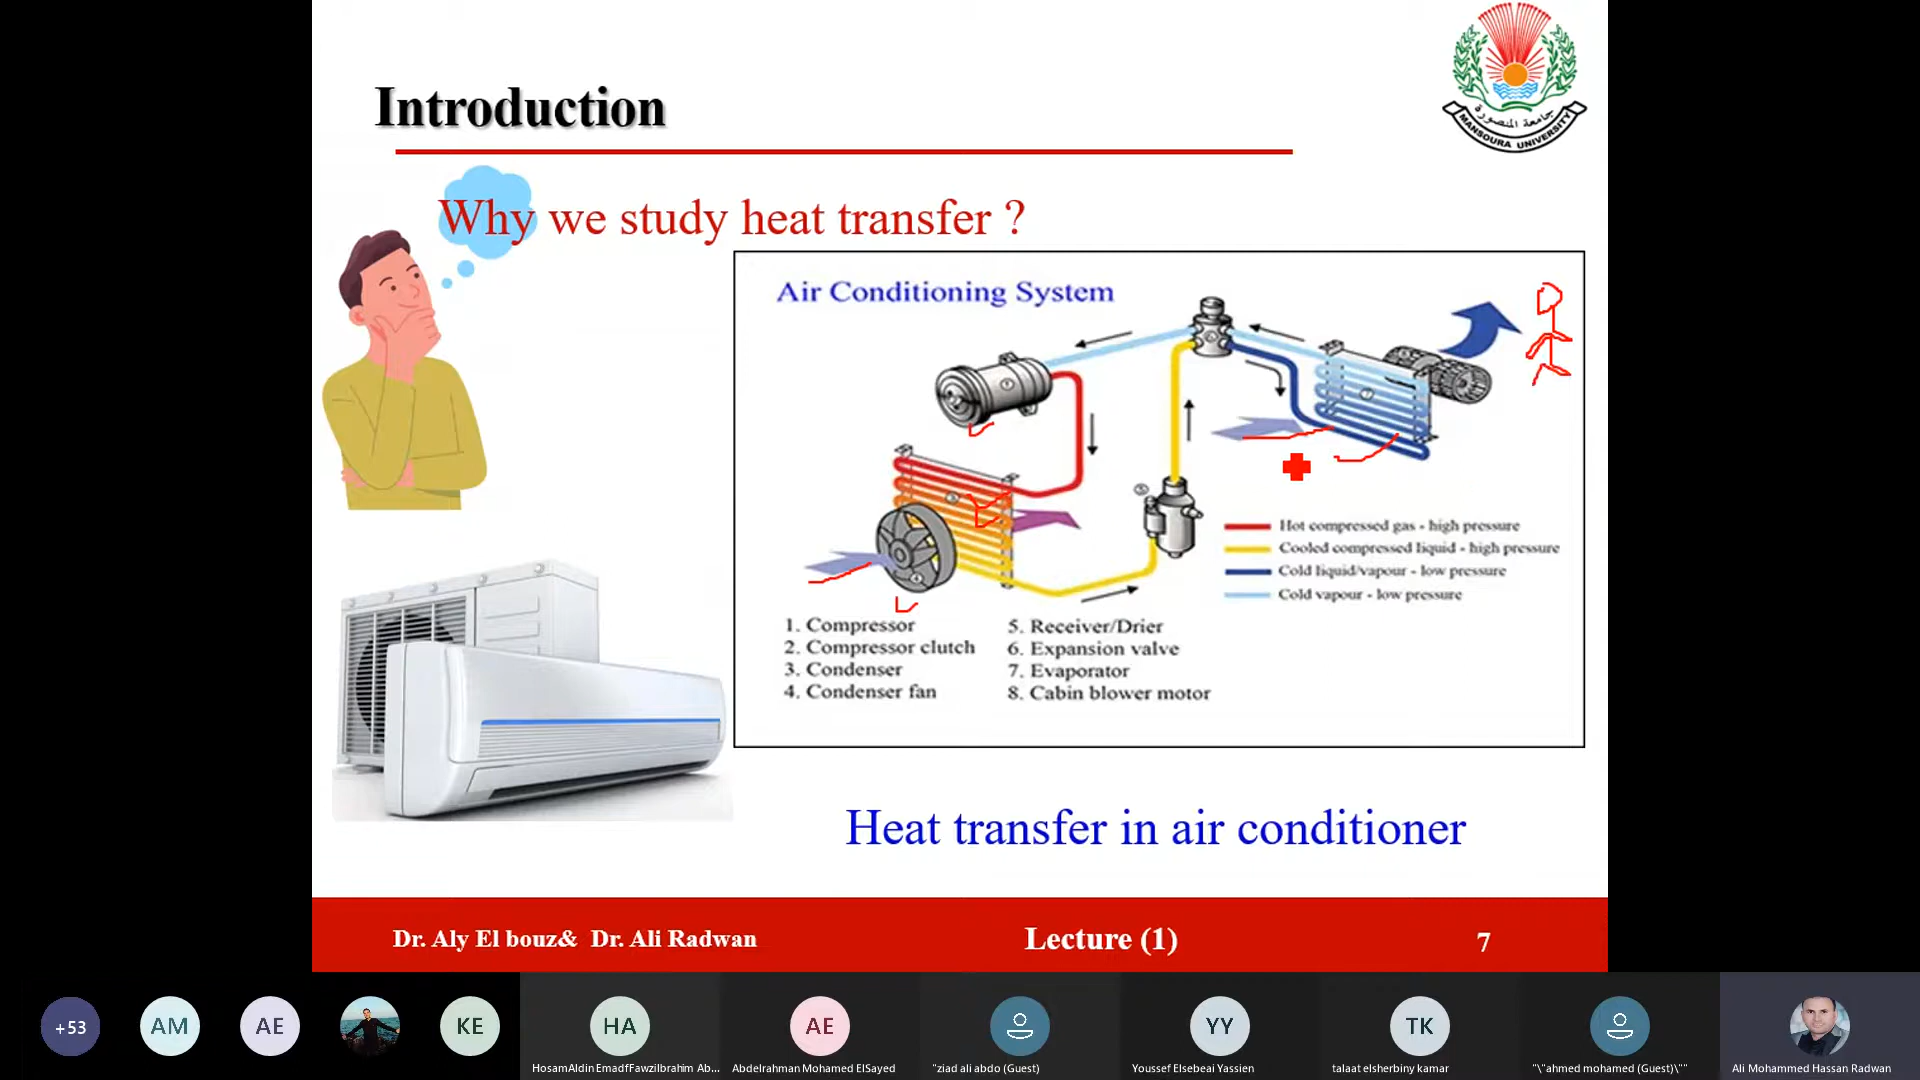 Introduction
جامعة المنصورة
MANSOURA UNIVERSITY
Why we study heat transfer ?
Air Conditioning System
Hot compressed gas - high pressure
Cooled compressed liquid - high pressure
Cold liquid/vapour - low pressure
Cold vapour - low pressure
1. Compressor
2. Compressor clutch
3. Condenser
4. Condenser fan
5. Receiver/Drier
6. Expansion valve
7. Evaporator
8. Cabin blower motor
Heat transfer in air conditioner
Dr. Aly El bouz& Dr. Ali Radwan
Lecture (1)
7
+53
AM
AE
KE
HA
AE
YY
TK
HosamAldin EmadfFawziIbrahim Ab...
Abdelrahman Mohamed ElSayed
"ziad ali abdo (Guest)
Youssef Elsebeai Yassien
talaat elsherbiny kamar
"\"ahmed mohamed (Guest)\""
Ali Mohammed Hassan Radwan